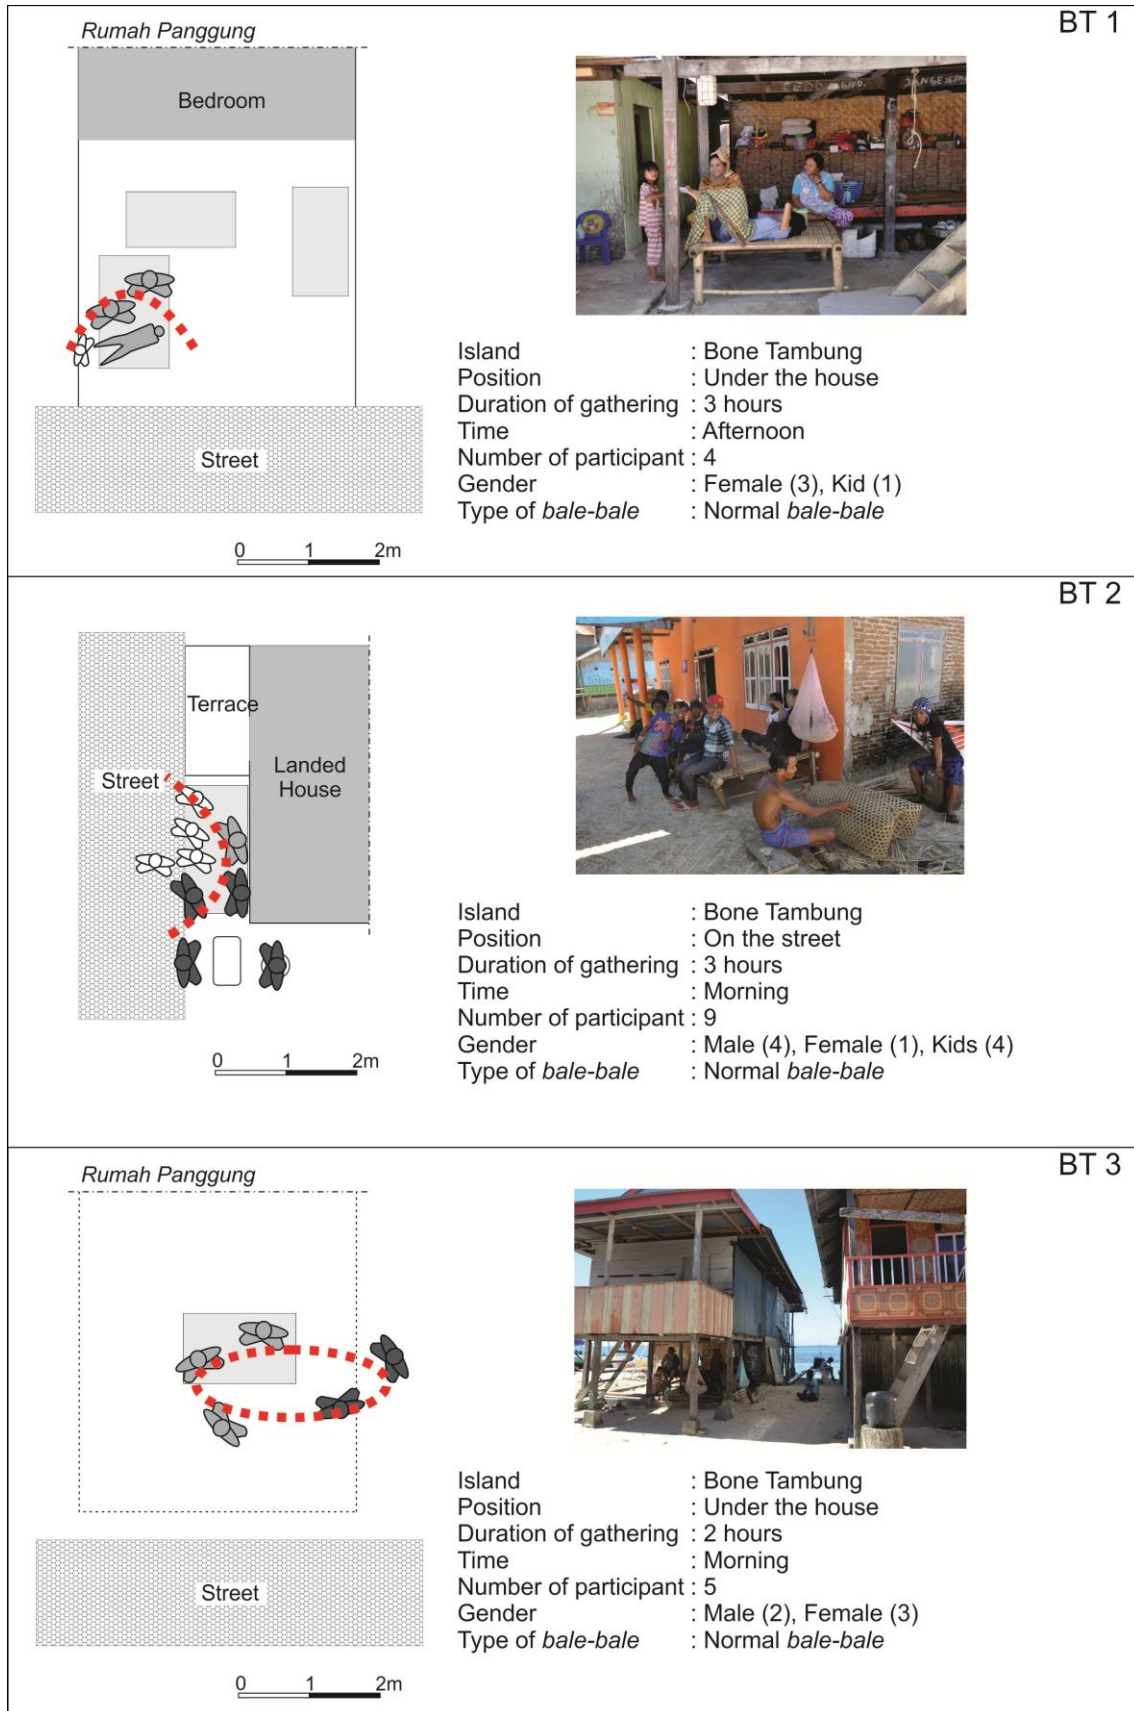 BT 1
Rumah Panggung
Bedroom
Street
0 1 2m
Island : Bone Tambung
Position : Under the house
Duration of gathering : 3 hours
Time : Afternoon
Number of participant : 4
Gender : Female (3), Kid (1)
Type of bale-bale : Normal bale-bale
BT 2
Terrace
Street
Landed
House
0 1 2m
Island : Bone Tambung
Position : On the street
Duration of gathering : 3 hours
Time : Morning
Number of participant : 9
Gender : Male (4), Female (1), Kids (4)
Type of bale-bale : Normal bale-bale
BT 3
Rumah Panggung
Street
0 1 2m
Island : Bone Tambung
Position : Under the house
Duration of gathering : 2 hours
Time : Morning
Number of participant : 5
Gender : Male (2), Female (3)
Type of bale-bale : Normal bale-bale